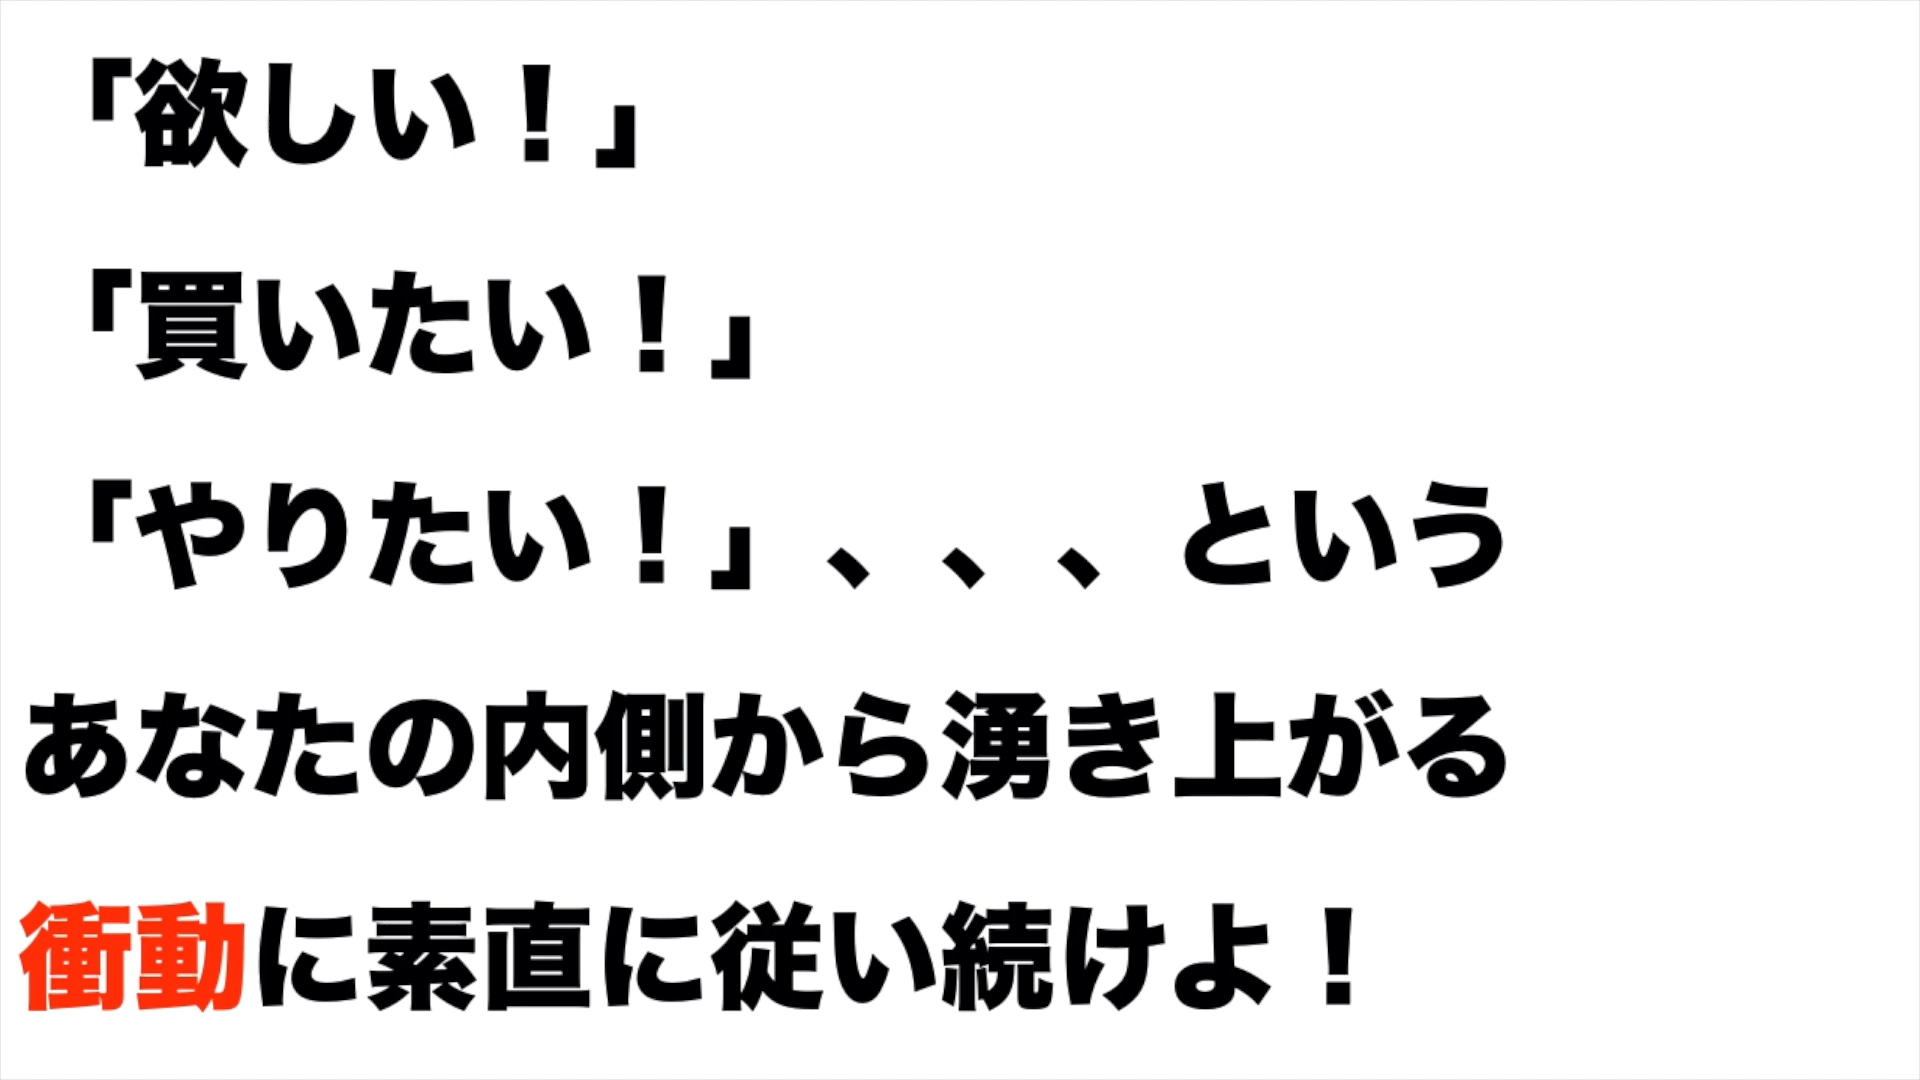 「欲しい！」
「買いたい！」
「やりたい！」、、、という
あなたの内側から湧き上がる
衝動に素直に従い続けよ！